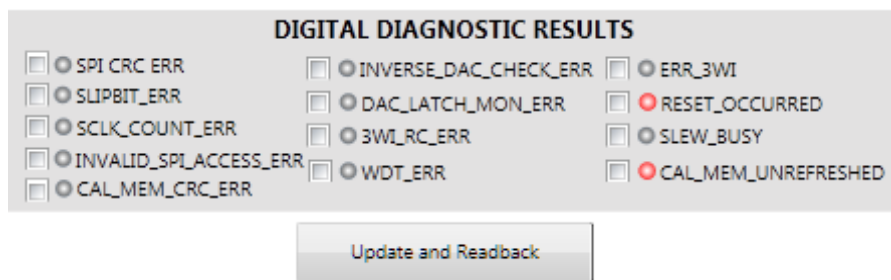 DIGITAL DIAGNOSTIC RESULTS
SPI CRC ERR
SLIPBIT_ERR
SCLK_COUNT_ERR
INVALID_SPI_ACCESS_ERR
CAL_MEM_CRC_ERR
INVERSE_DAC_CHECK_ERR
DAC_LATCH_MON_ERR
3WI_RC_ERR
WDT_ERR
ERR_3WI
RESET_OCCURRED
SLEW_BUSY
CAL_MEM_UNREFRESHED
Update and Readback